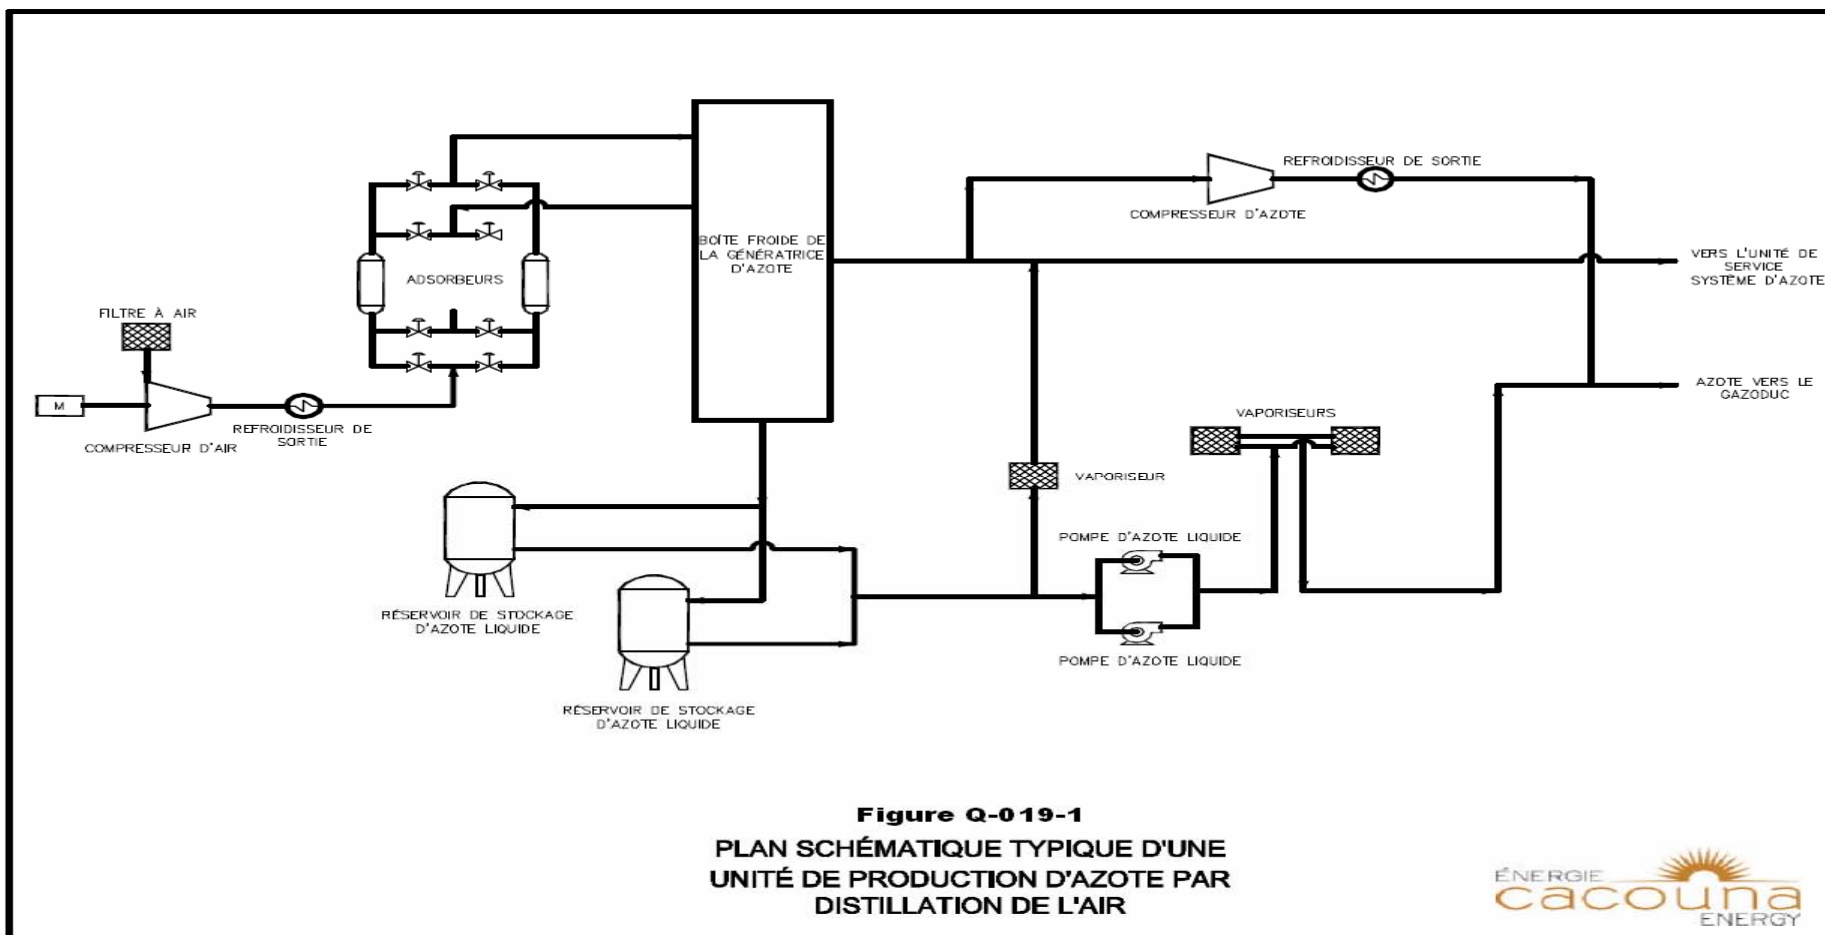 REFROIDISSEUR DE SORTIE
COMPRESSEUR D'AZOTE
BOÎTE FROIDE DE
LA GÉNÉRATRICE
D'AZOTE
VERS L'UNITÉ DE
SERVICE
SYSTÈME D'AZOTE
ADSORBEURS
FILTRE À AIR
M
REFROIDISSEUR DE
SORTIE
COMPRESSEUR D'AIR
AZOTE VERS LE
GAZODUC
VAPORISEURS
VAPORISEUR
POMPE D'AZOTE LIQUIDE
POMPE D'AZOTE LIQUIDE
RÉSERVOIR DE STOCKAGE
D'AZOTE LIQUIDE
RÉSERVOIR DE STOCKAGE
D'AZOTE LIQUIDE
Figure Q-019-1
PLAN SCHÉMATIQUE TYPIQUE D'UNE
UNITÉ DE PRODUCTION D'AZOTE PAR
DISTILLATION DE L'AIR
ÉNERGIE
cacouna
ENERGY